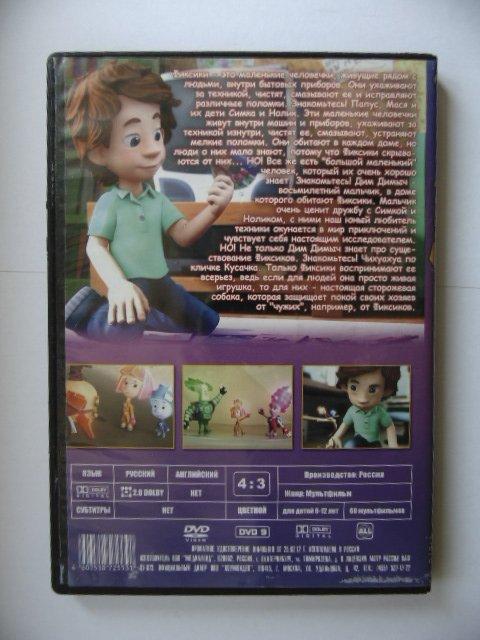 Фиксики - это маленькие человечки, живущие рядом с
людьми, внутри бытовых приборов. Они ухаживают
за техникой, чистят, смазывают ее и исправляют
различные поломки. Знакомьтесь! Папус, Мася и
их дети Симка и Нолик. Эти маленькие человечки
живут внутри машин и приборов, ухаживают за
техникой изнутри, чистят ее, смазывают, устраняют
мелкие поломки. Они обитают в каждом доме, но
люди о них мало знают, потому что Фиксики скрыва-
ются от них... НО! Все же есть "большой маленький"
человек, который их очень хорошо
знает. Знакомьтесь! Дим Димыч -
восьмилетний мальчик, в доме
которого обитают Фиксики. Мальчик
очень ценит дружбу с Симкой и
Ноликом, с ними наш юный любитель
техники окунается в мир приключений и
чувствует себя настоящим исследователем.
НО! Не только Дим Димыч знает про суще-
ствование Фиксиков. Знакомьтесь! Чихуахуа по
кличке Кусачка. Только Фиксики воспринимают ее
всерьез, ведь если для людей она просто живая
игрушка, то для них - настоящая сторожевая
собака, которая защищает покой своих хозяев
от "чужих", например, от Фиксиков.
ЯЗЫК РУССКИЙ АНГЛИЙСКИЙ 4:3 Производство: Россия
DOLBY DIGITAL 2.0 DOLBY НЕТ Жанр: Мультфильм
СУБТИТРЫ НЕТ ЦВЕТНОЙ для детей 6-12 лет 60 мультфильмов
DVD VIDEO DVD 9 DOLBY DIGITAL ALL